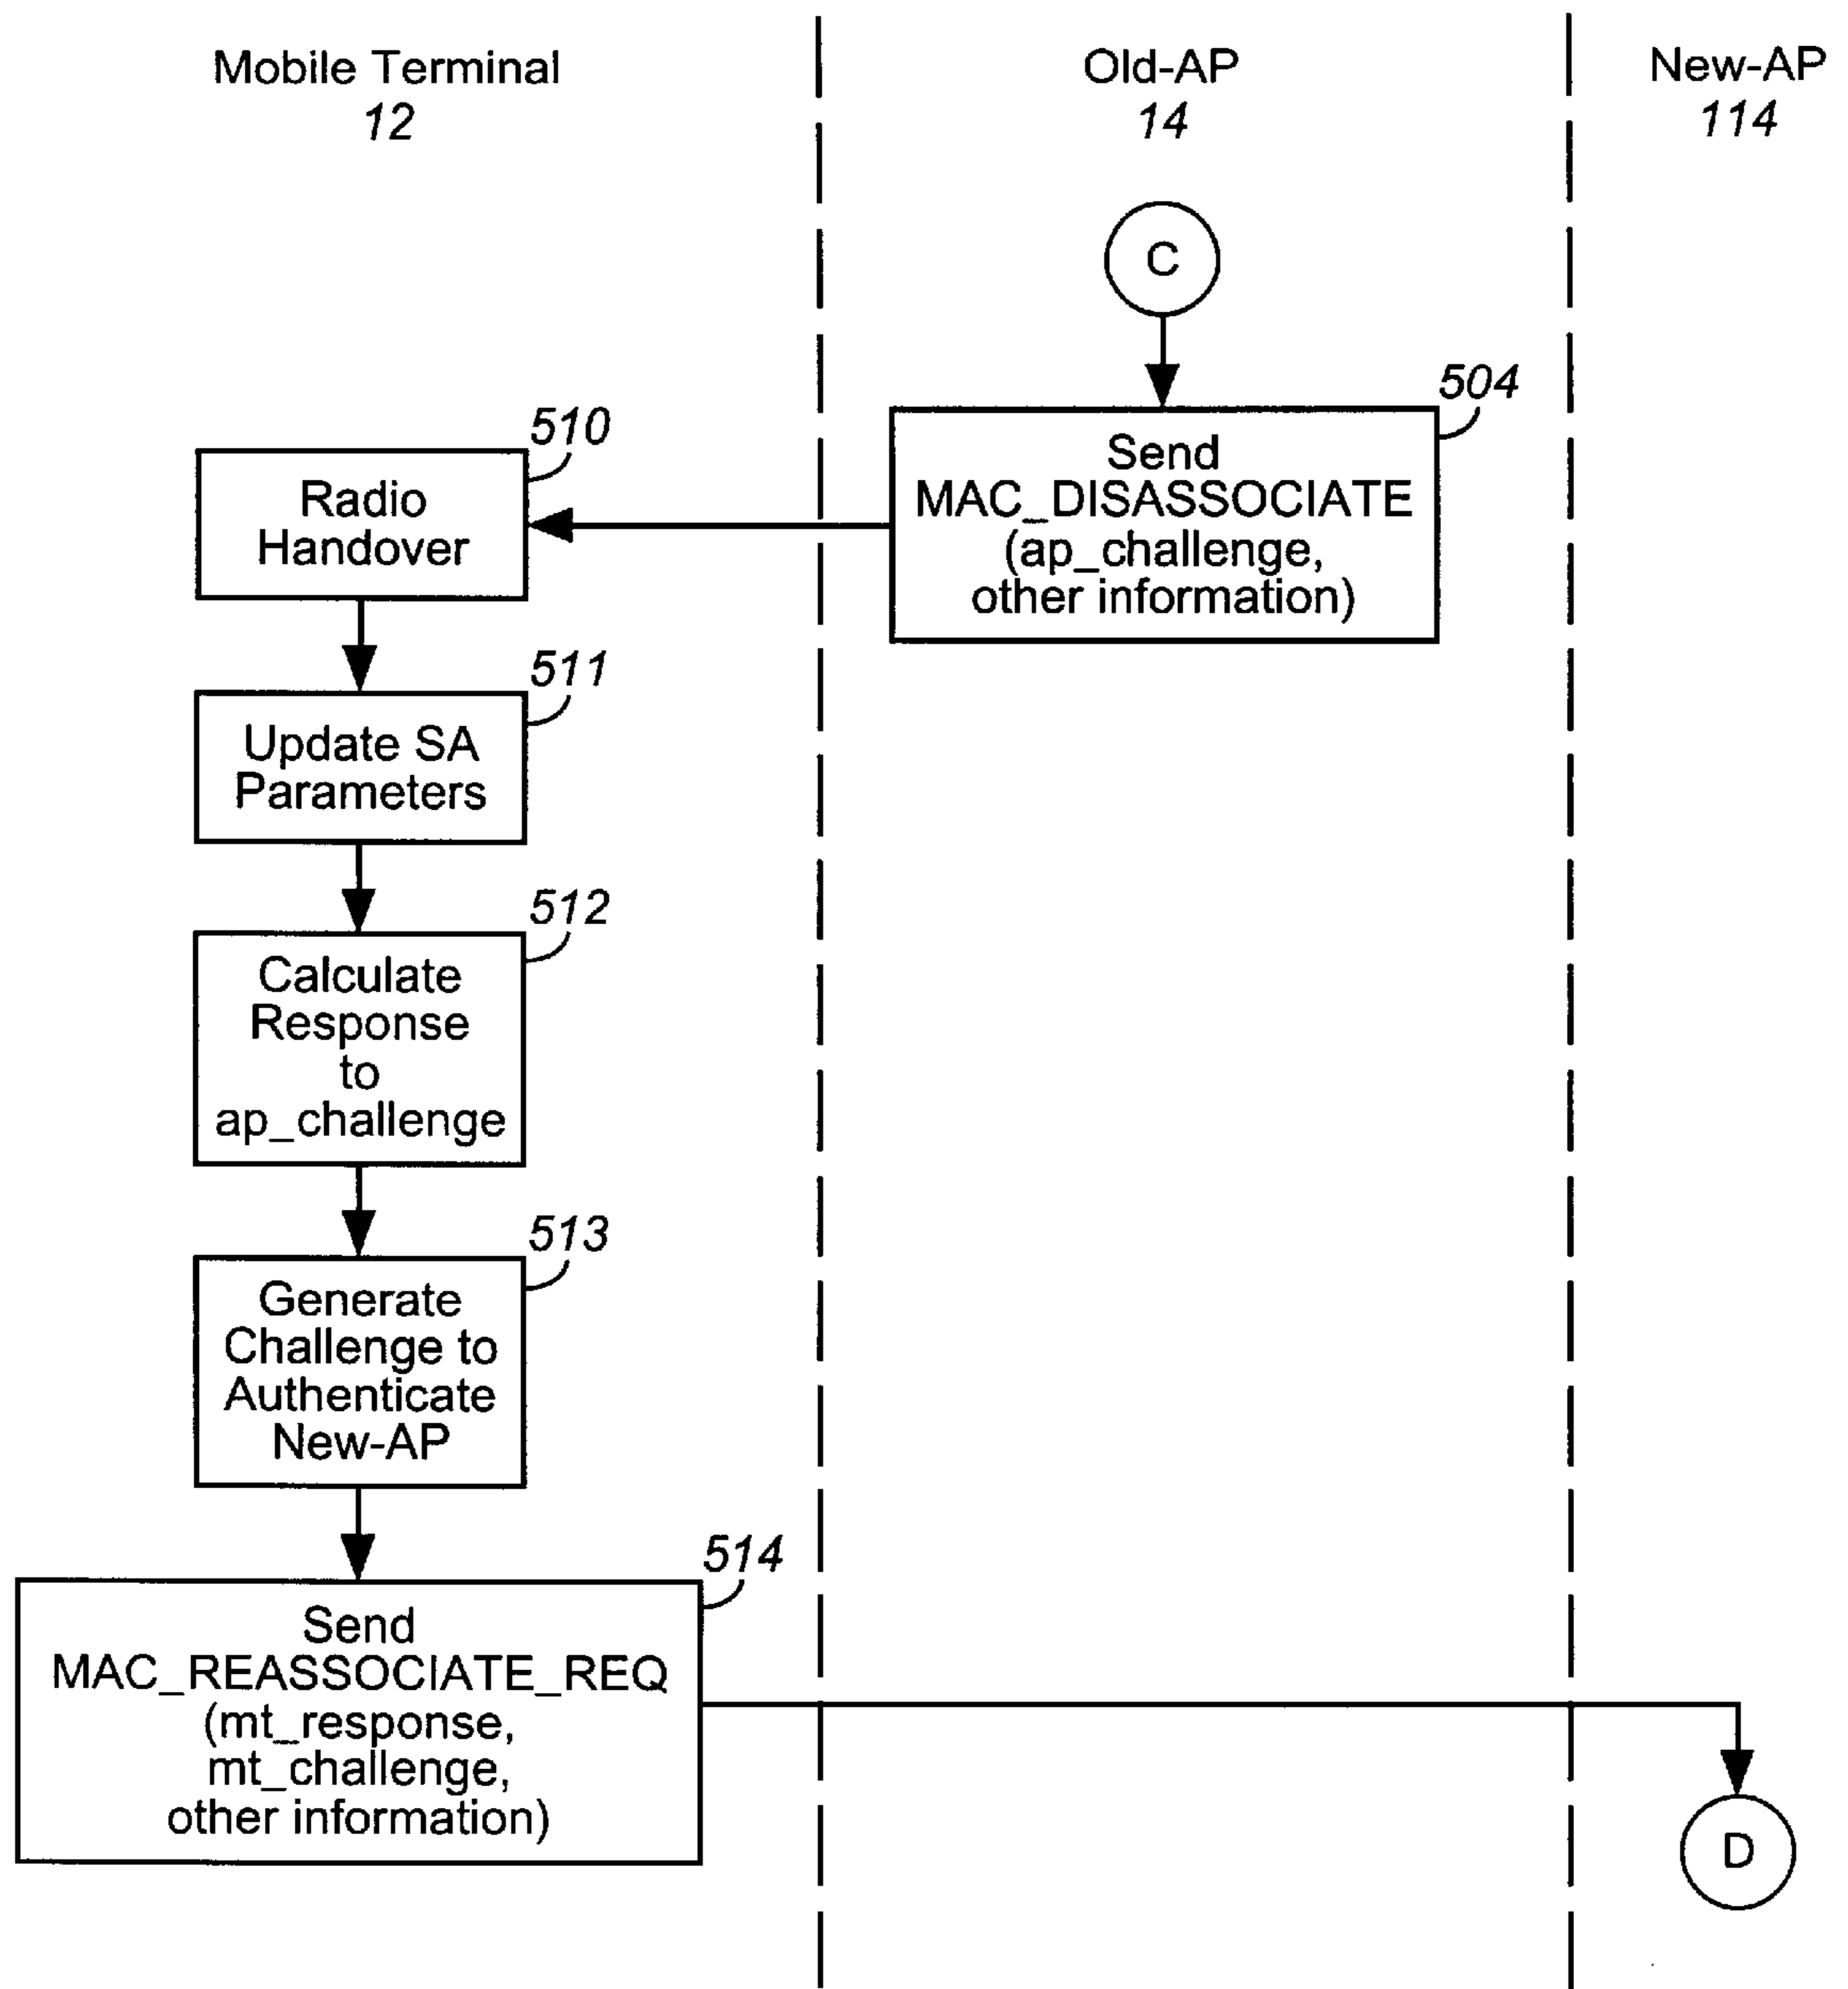 Mobile Terminal
12
Old-AP
14
New-AP
114
C
504
Send
MAC_DISASSOCIATE
(ap_challenge,
other information)
510
Radio
Handover
511
Update SA
Parameters
512
Calculate
Response
to
ap_challenge
513
Generate
Challenge to
Authenticate
New-AP
514
Send
MAC_REASSOCIATE_REQ
(mt_response,
mt_challenge,
other information)
D